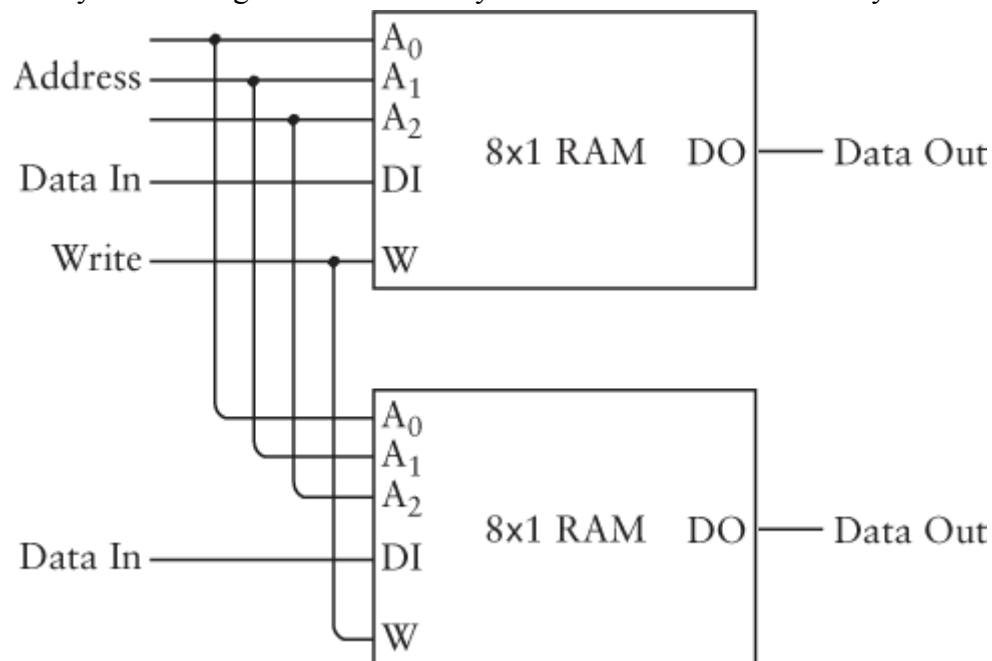 A₀
Address A₁
A₂
8x1 RAM DO Data Out
Data In DI
Write W
A₀
A₁
A₂
8x1 RAM DO Data Out
Data In DI
W